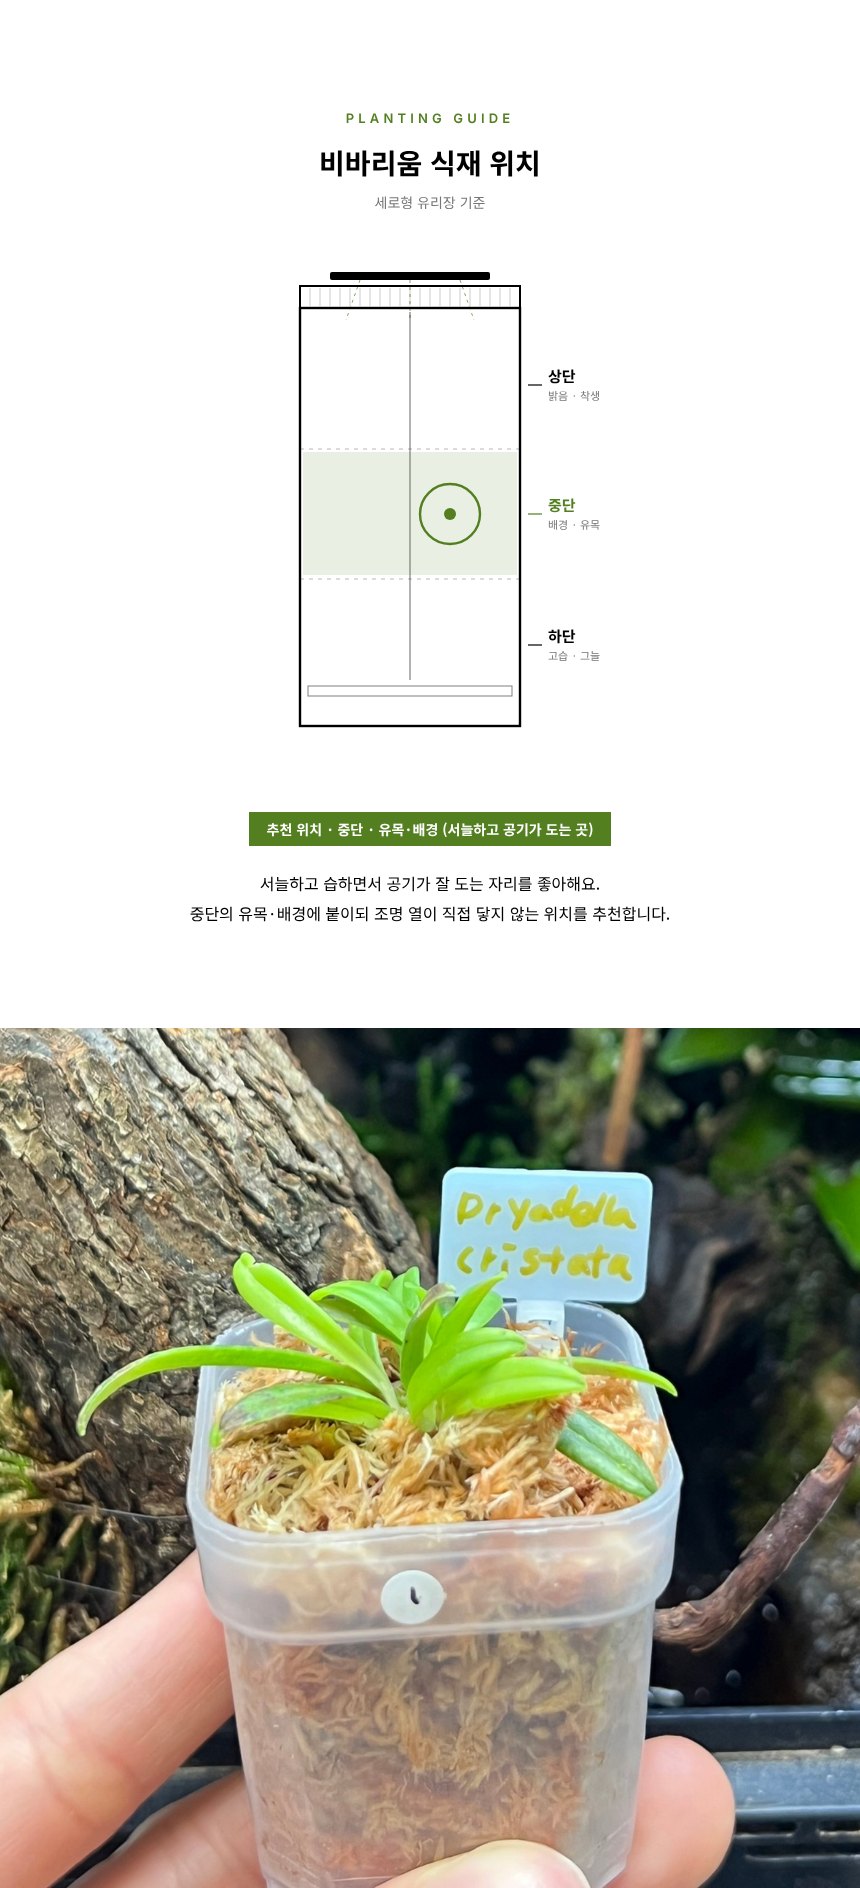 PLANTING GUIDE
비바리움 식재 위치
세로형 유리장 기준
상단
밝음 · 착생
중단
배경 · 유목
하단
고습 · 그늘
추천 위치 · 중단 · 유목·배경 (서늘하고 공기가 도는 곳)
서늘하고 습하면서 공기가 잘 도는 자리를 좋아해요.
중단의 유목·배경에 붙이되 조명 열이 직접 닿지 않는 위치를 추천합니다.
Dryadella
cristata